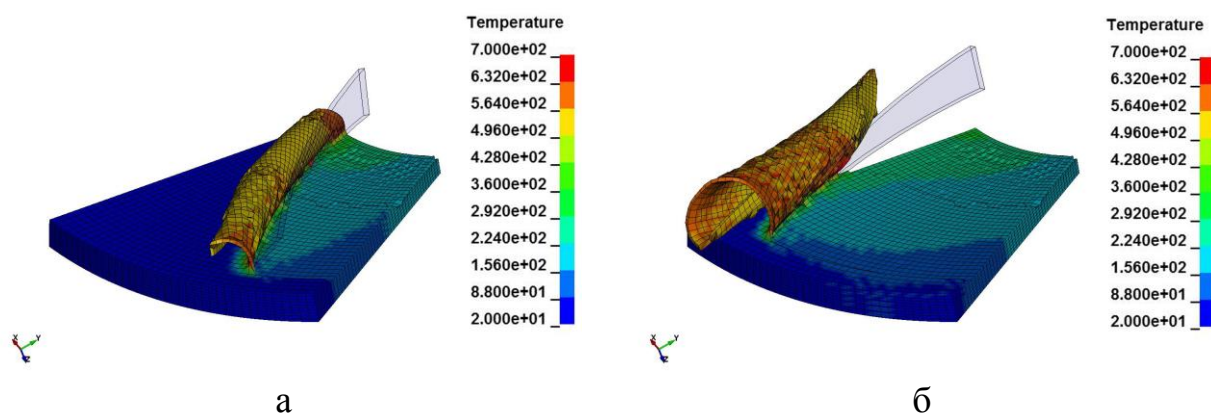 Temperature
7.000e+02
6.320e+02
5.640e+02
4.960e+02
4.280e+02
3.600e+02
2.920e+02
2.240e+02
1.560e+02
8.800e+01
2.000e+01
X
Y
Z
а
Temperature
7.000e+02
6.320e+02
5.640e+02
4.960e+02
4.280e+02
3.600e+02
2.920e+02
2.240e+02
1.560e+02
8.800e+01
2.000e+01
X
Y
Z
б